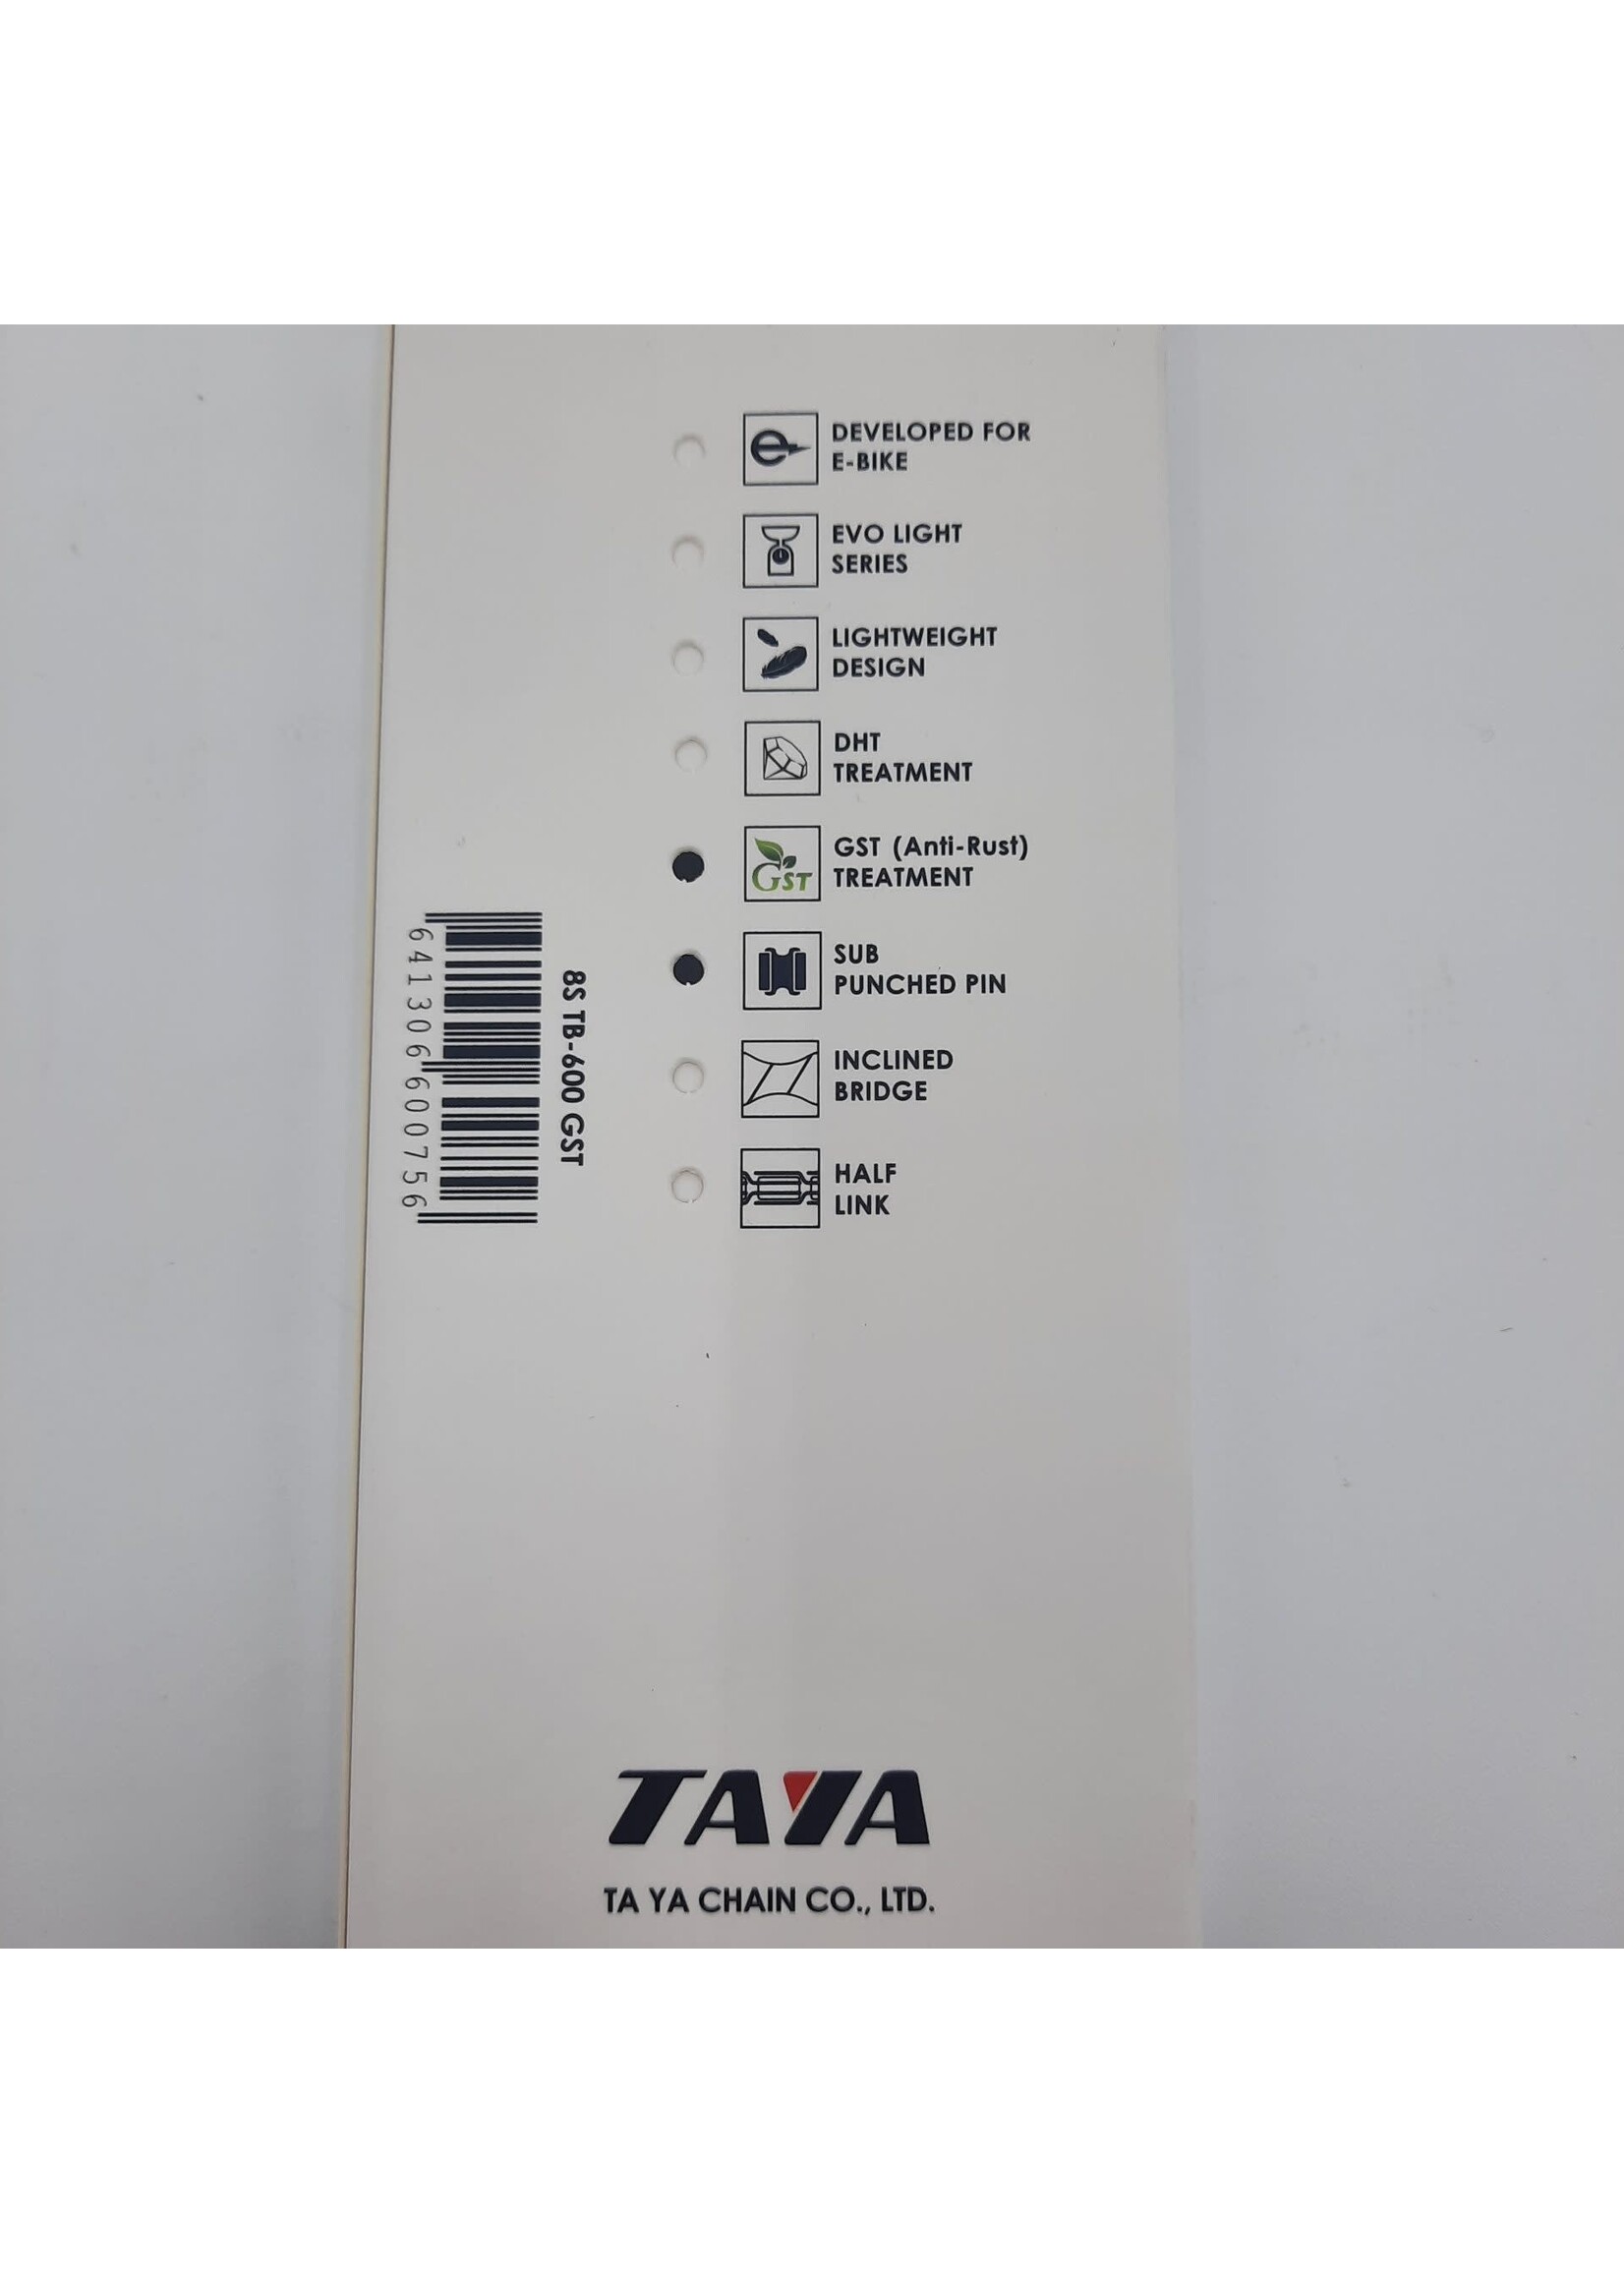 DEVELOPED FOR
E-BIKE
EVO LIGHT
SERIES
LIGHTWEIGHT
DESIGN
DHT
TREATMENT
GST (Anti-Rust)
TREATMENT
GST
SUB
PUNCHED PIN
INCLINED
BRIDGE
HALF
LINK
8S TB-600 GST
641306600756
TAYA
TA YA CHAIN CO., LTD.